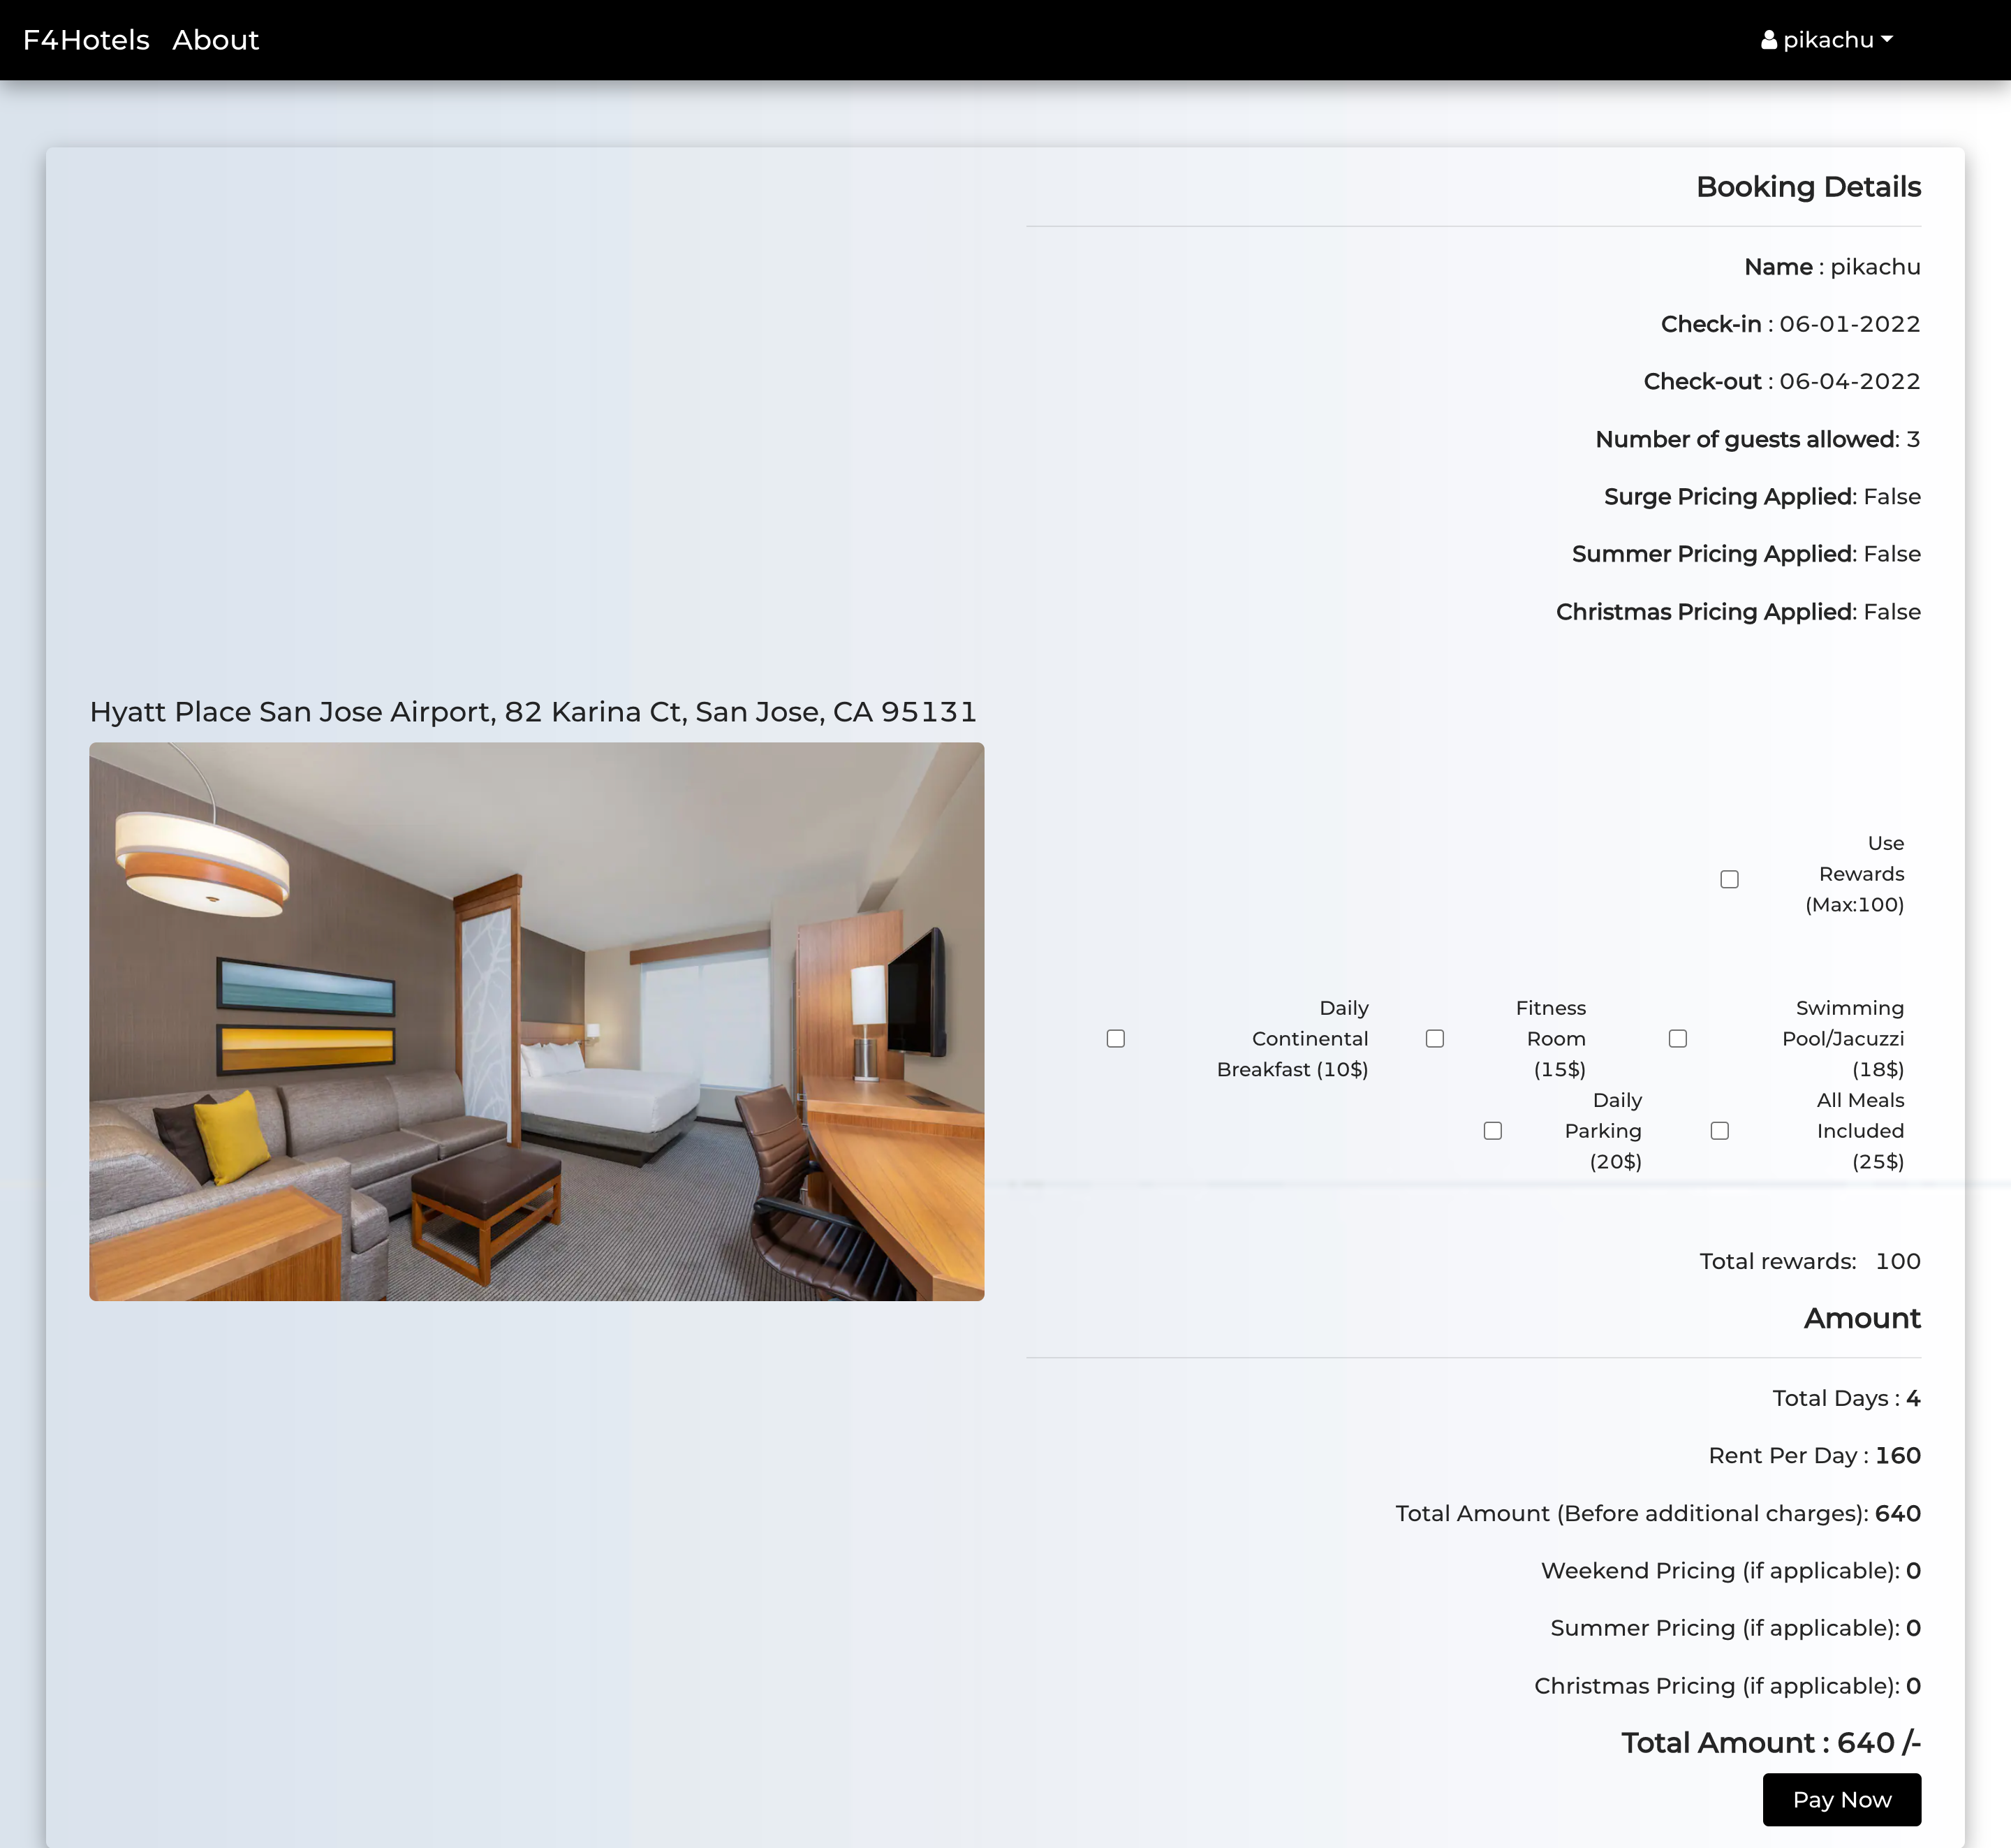 F4Hotels About
pikachu
Booking Details
Name : pikachu
Check-in : 06-01-2022
Check-out : 06-04-2022
Number of guests allowed: 3
Surge Pricing Applied: False
Summer Pricing Applied: False
Christmas Pricing Applied: False
Hyatt Place San Jose Airport, 82 Karina Ct, San Jose, CA 95131
Use
Rewards
(Max:100)
Daily
Continental
Breakfast (10$)
Fitness
Room
(15$)
Swimming
Pool/Jacuzzi
(18$)
Daily
Parking
(20$)
All Meals
Included
(25$)
Total rewards: 100
Amount
Total Days : 4
Rent Per Day : 160
Total Amount (Before additional charges): 640
Weekend Pricing (if applicable): 0
Summer Pricing (if applicable): 0
Christmas Pricing (if applicable): 0
Total Amount : 640 /-
Pay Now